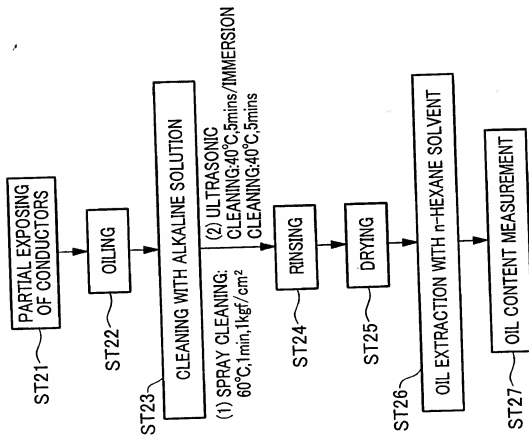 PARTIAL EXPOSING
OF CONDUCTORS
ST21
OILING
ST22
CLEANING WITH ALKALINE SOLUTION
ST23
(1) SPRAY CLEANING:
60°C,1min,1kgf/cm²
(2) ULTRASONIC
CLEANING:40°C,5mins/IMMERSION
CLEANING:40°C,5mins
RINSING
ST24
DRYING
ST25
OIL EXTRACTION WITH n-HEXANE SOLVENT
ST26
OIL CONTENT MEASUREMENT
ST27